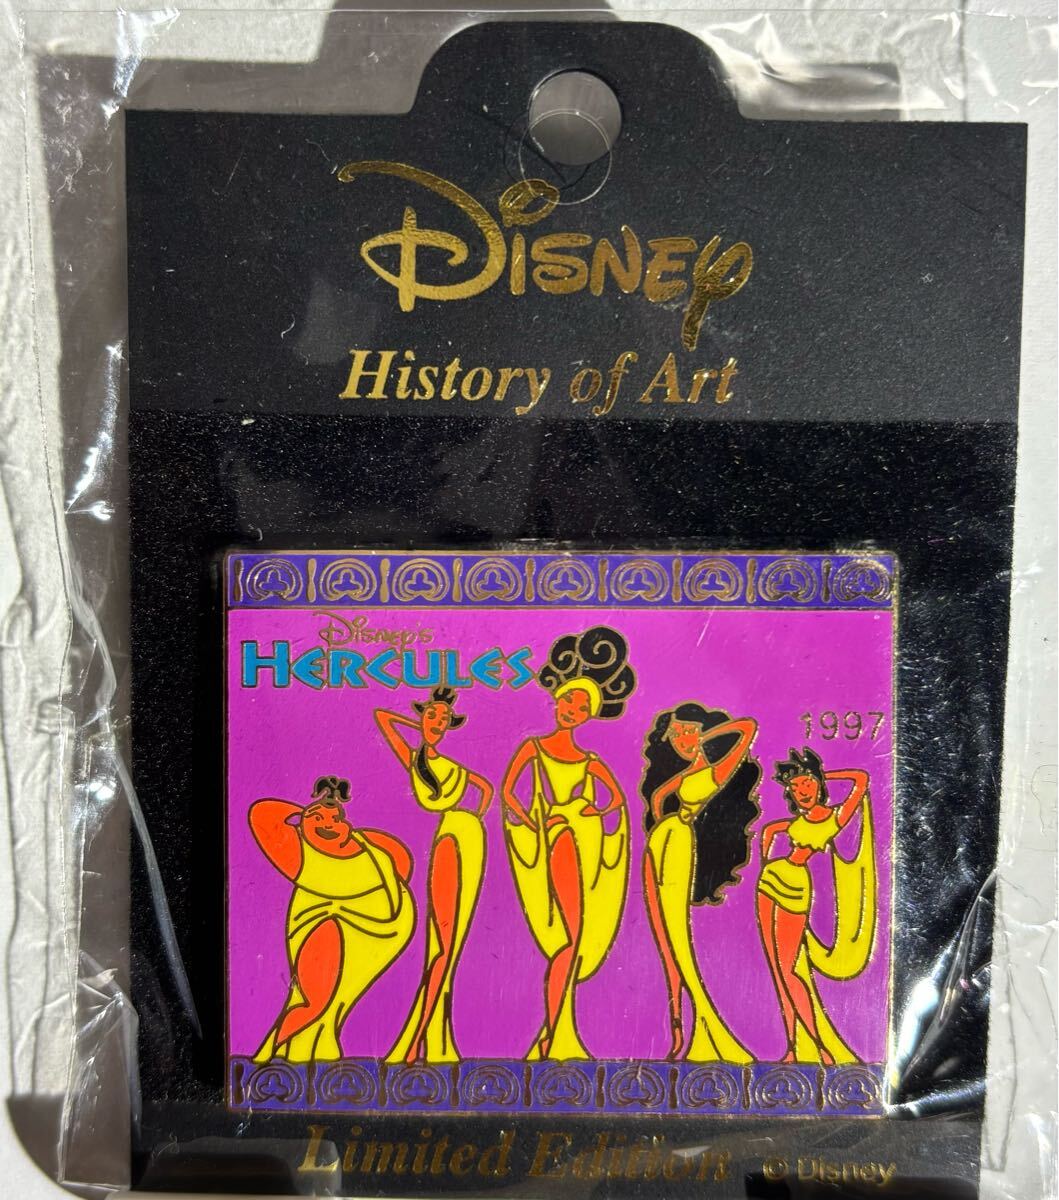 Disney
History of Art
Disney's
HERCULES
1997
Limited Edition
© Disney